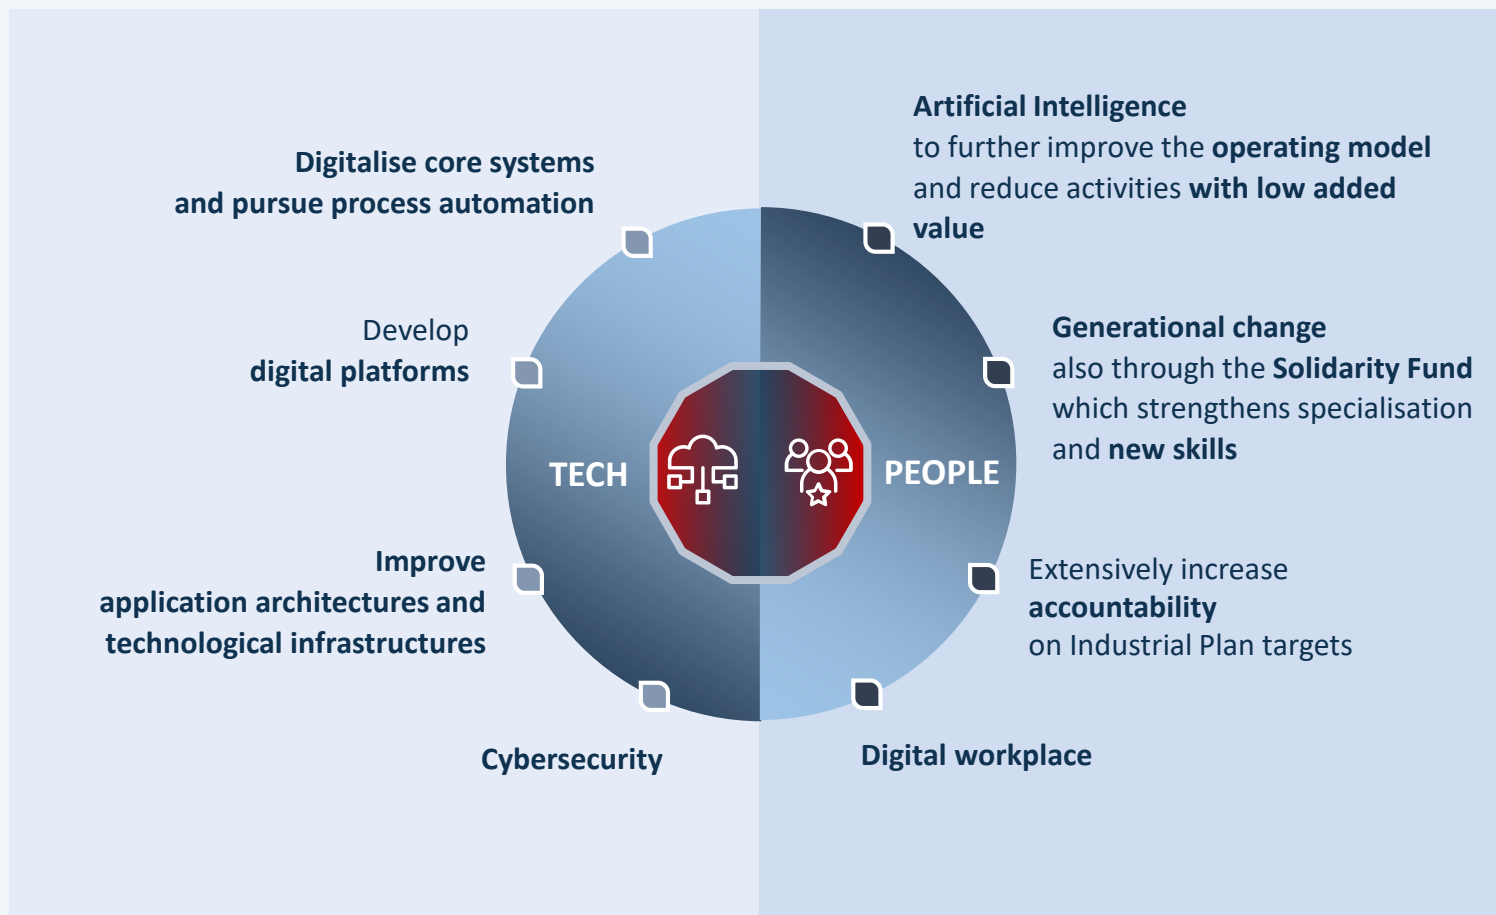 Digitalise core systems
and pursue process automation
Develop
digital platforms
TECH
Improve
application architectures and
technological infrastructures
Cybersecurity
Artificial Intelligence
to further improve the operating model
and reduce activities with low added
value
Generational change
also through the Solidarity Fund
which strengthens specialisation
and new skills
PEOPLE
Extensively increase
accountability
on Industrial Plan targets
Digital workplace